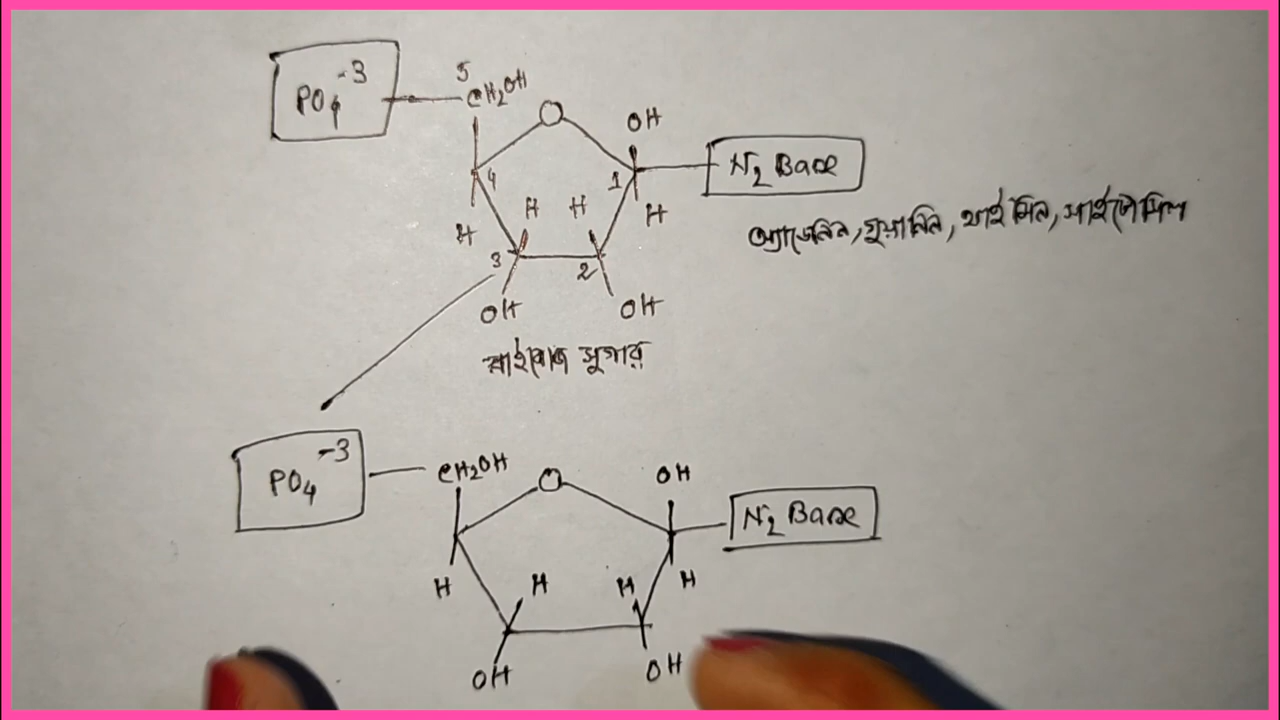 PO₄⁻³
5
CH₂OH
O
OH
4
1
N₂ Base
H
H
H
H
অ্যাডেনিন, গুয়ানিন, থাইমিন, সাইটোসিন
3
2
OH
OH
রাইবোজ সুগার
PO₄⁻³
CH₂OH
O
OH
N₂ Base
H
H
H
H
OH
OH